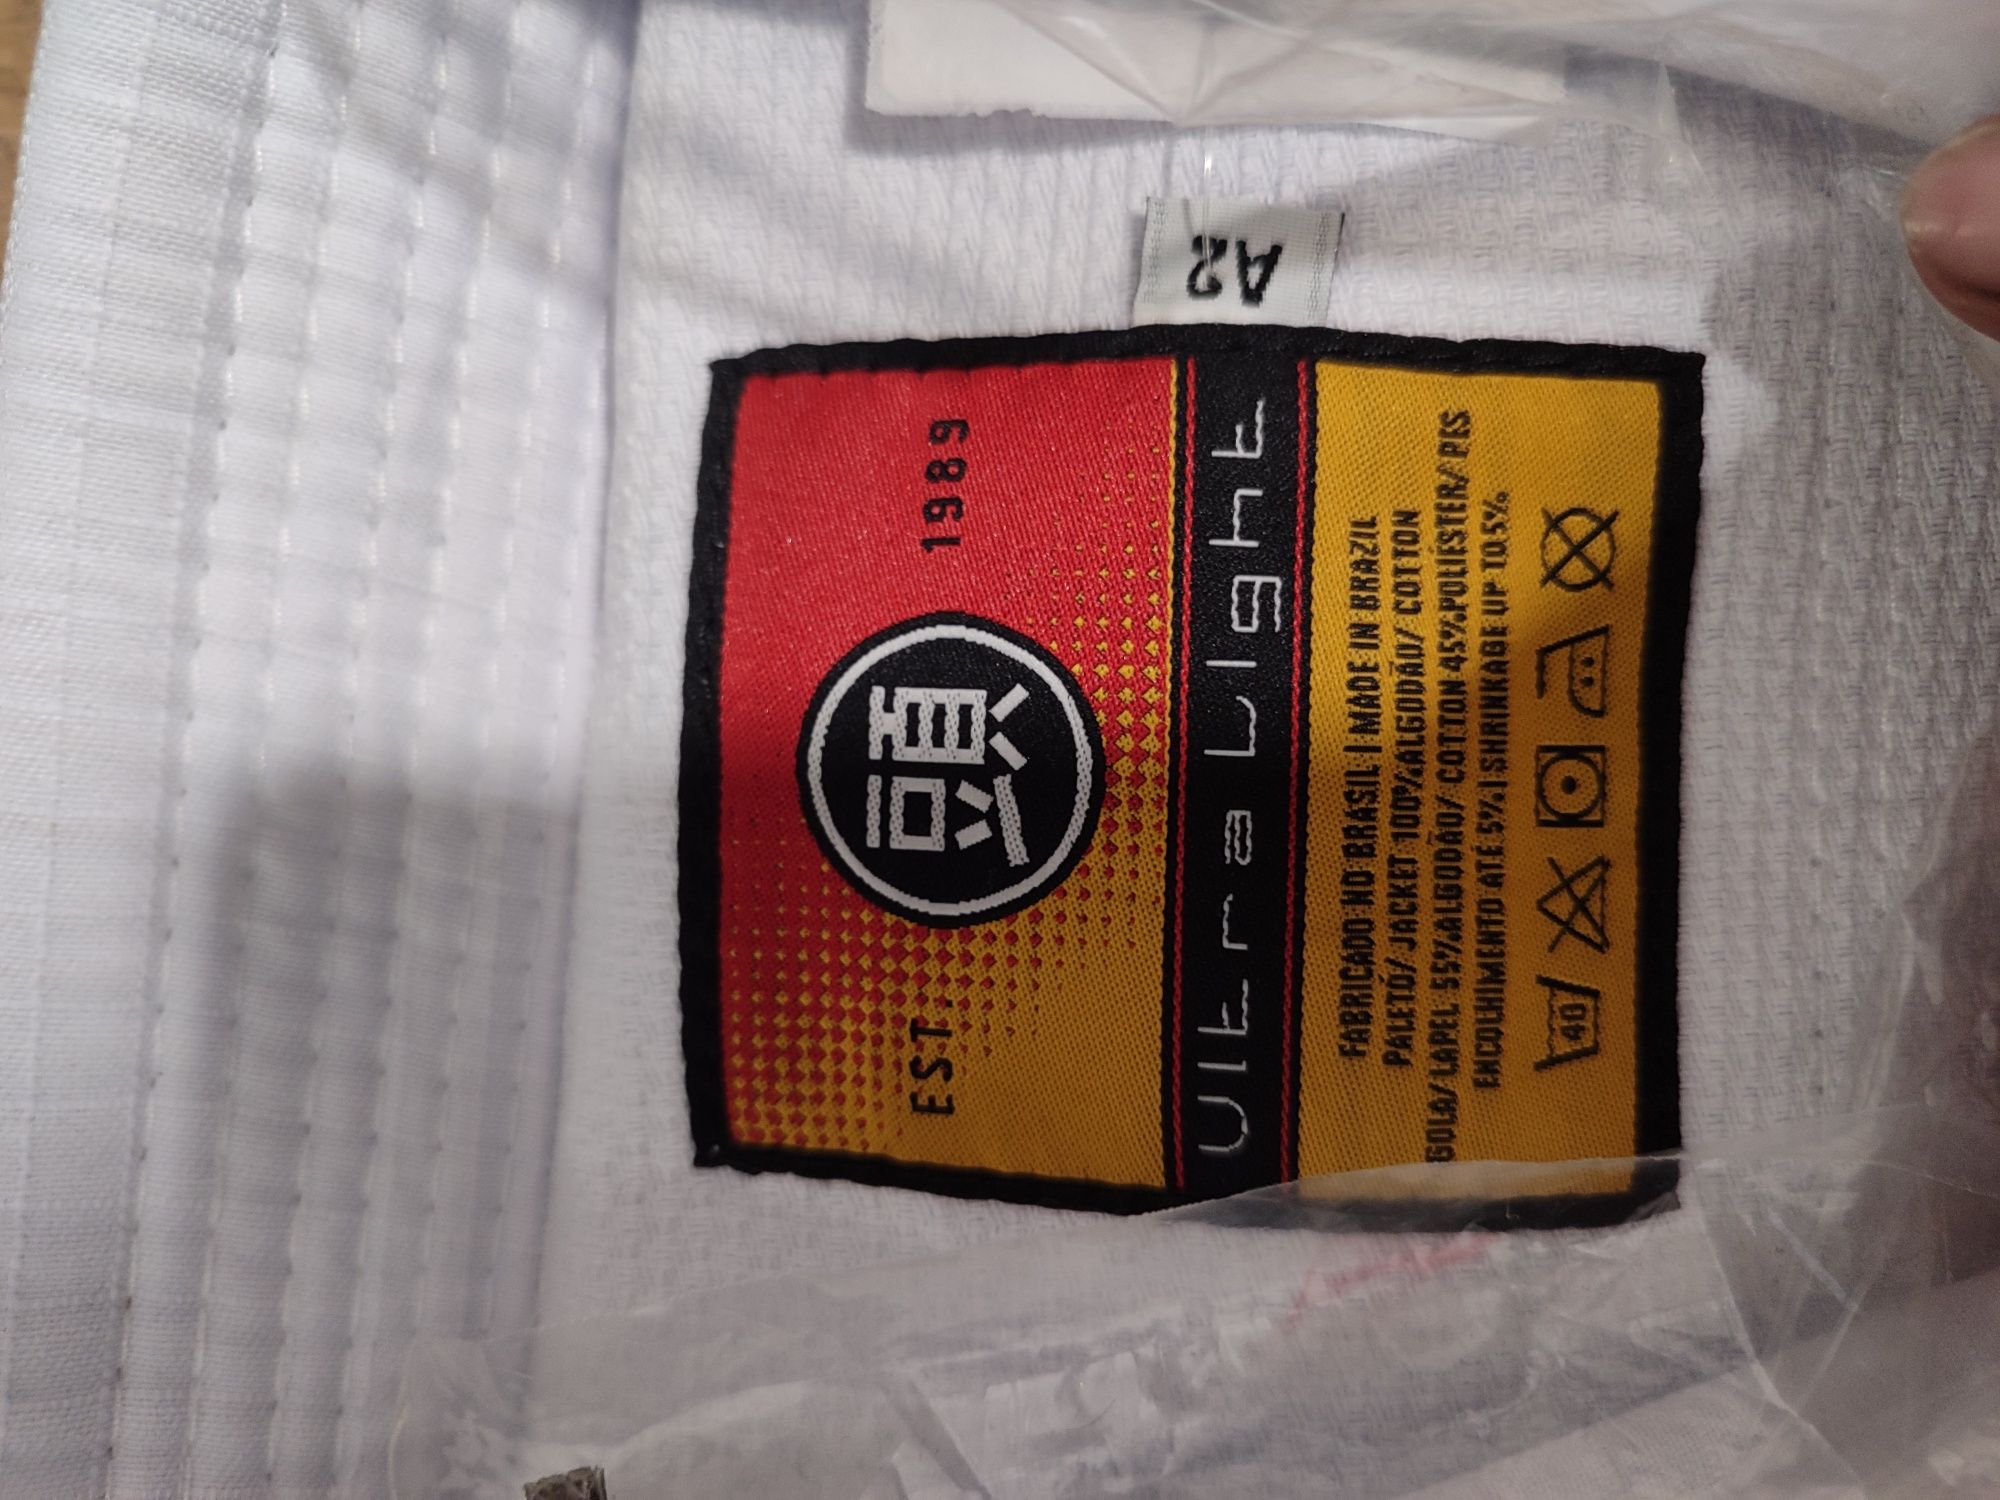 A2
EST. 1989
Ultra Light
FABRICADO NO BRASIL | MADE IN BRAZIL
PALETÓ/ JACKET 100% ALGODÃO/ COTTON
GOLA/ LAPEL 55% ALGODÃO/ COTTON 45% POLIÉSTER/ PES
ENCOLHIMENTO ATÉ 5% | SHRINKAGE UP TO 5%
40